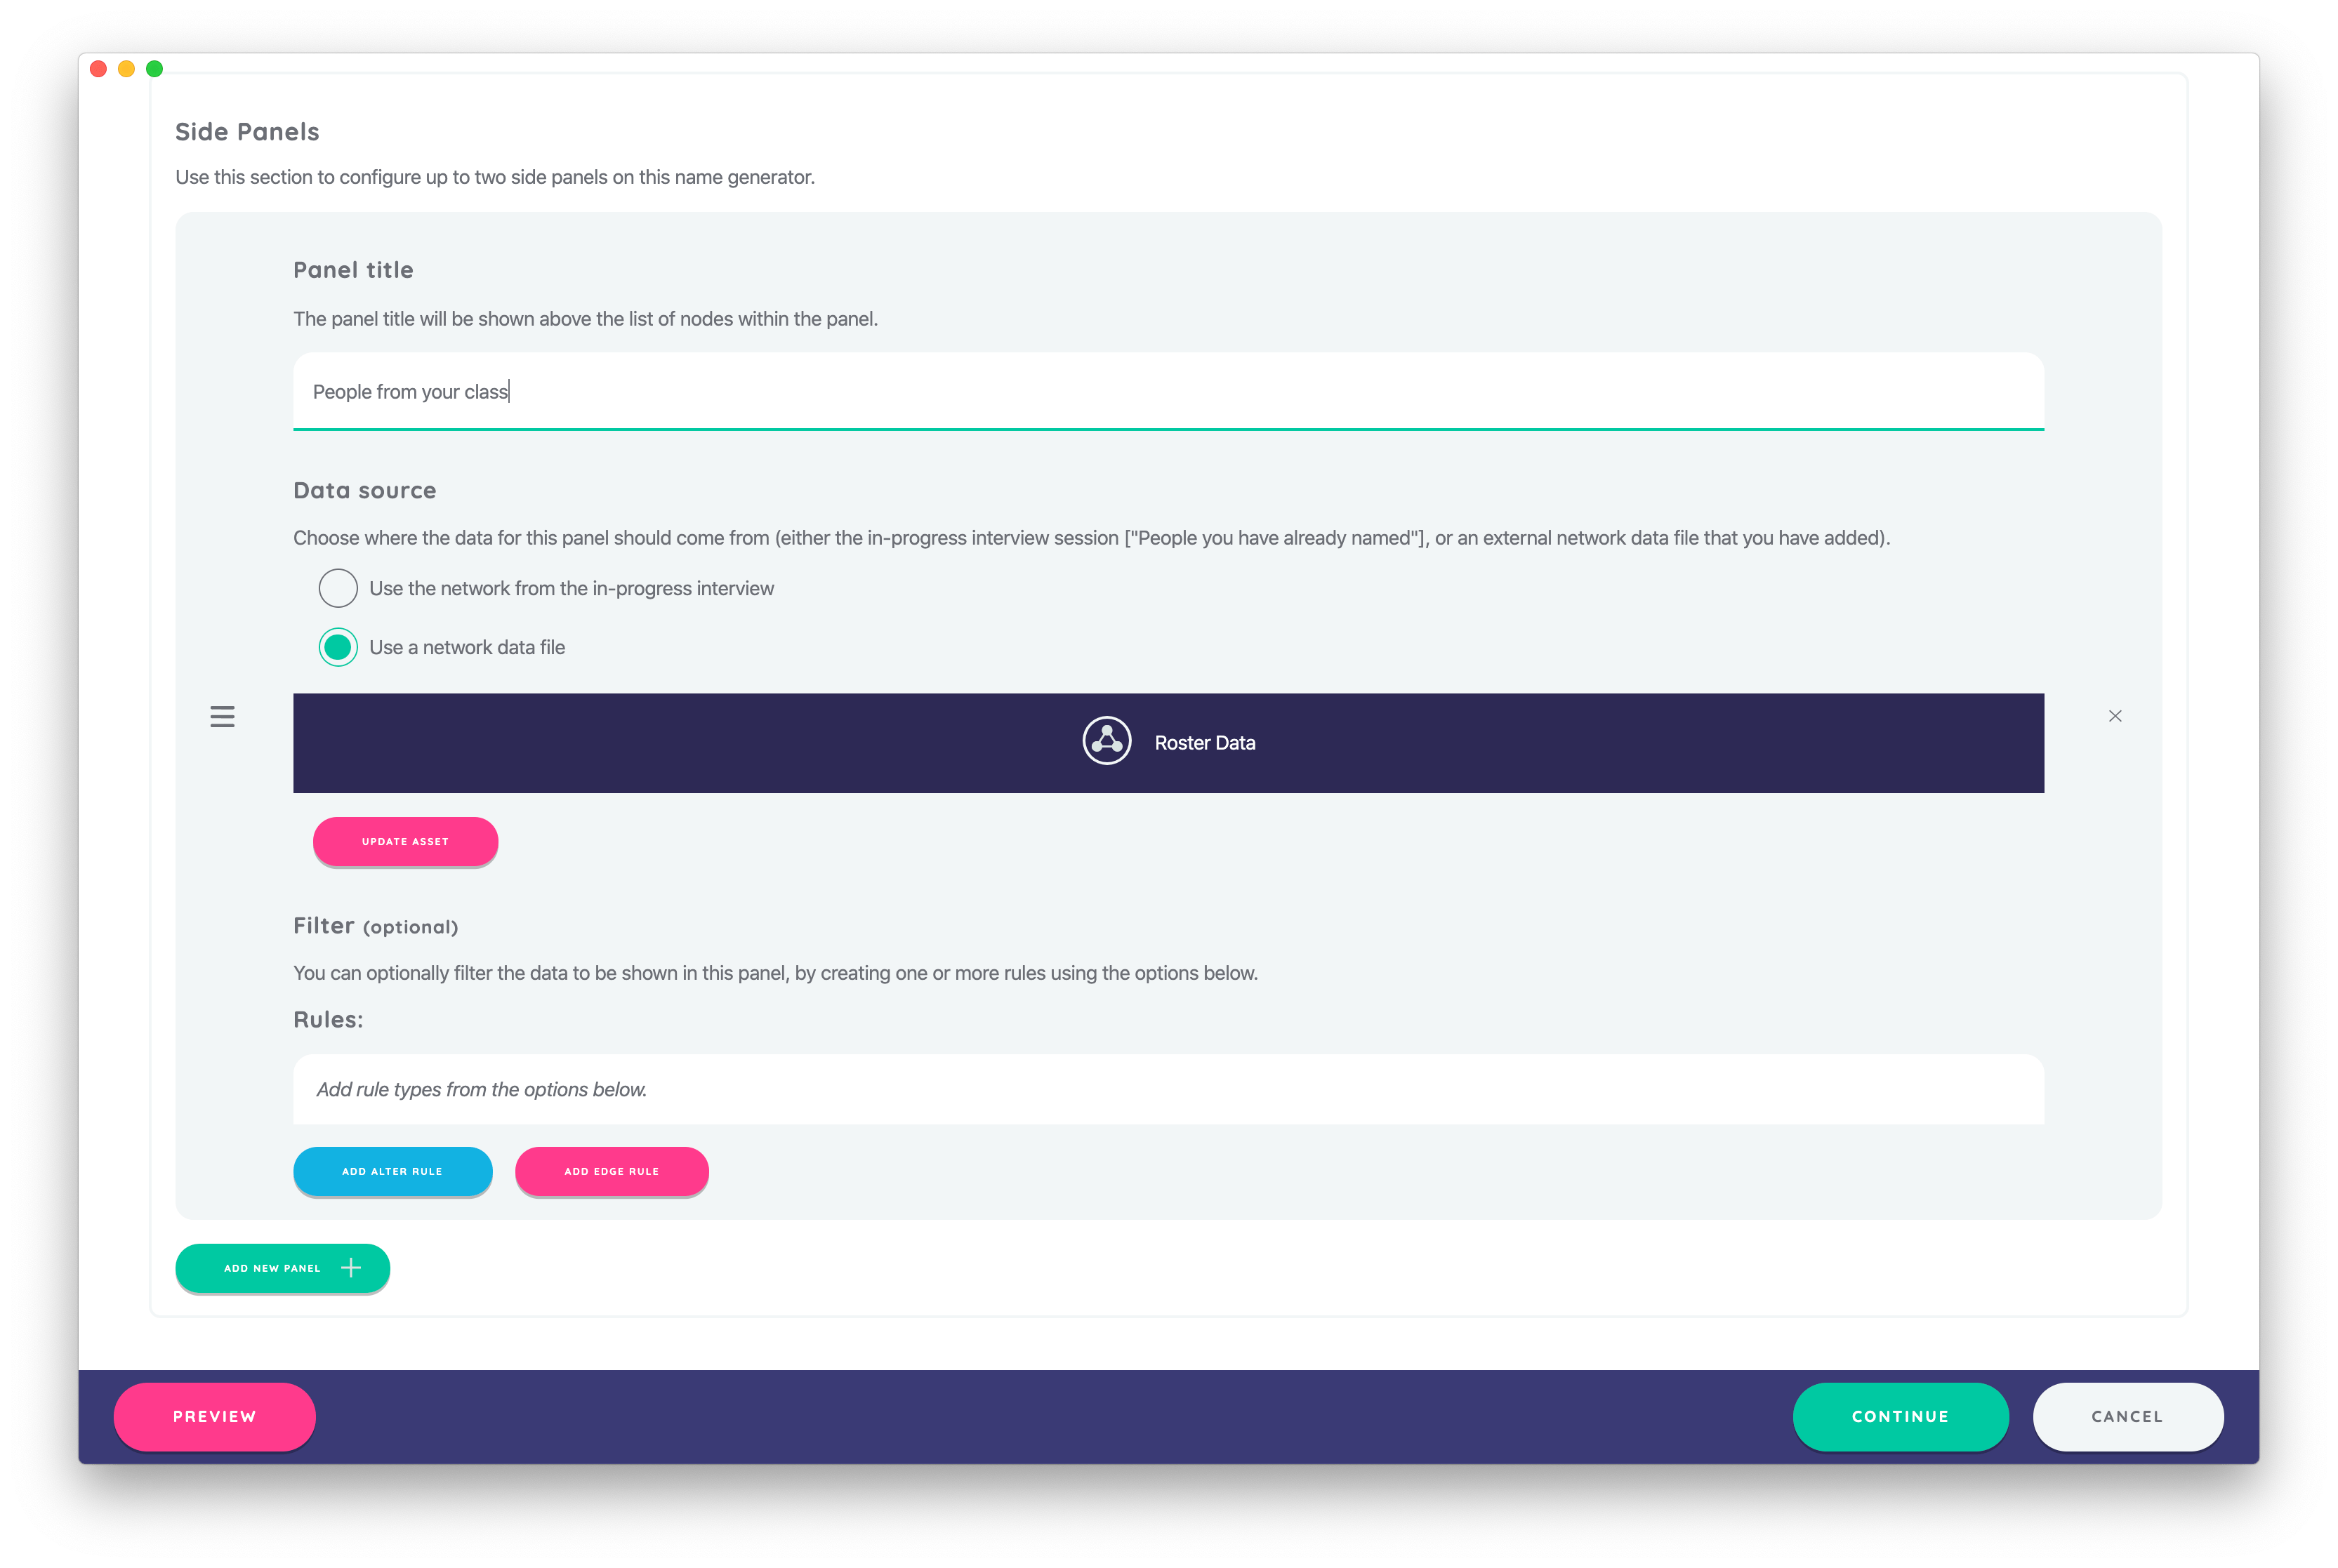 Side Panels
Use this section to configure up to two side panels on this name generator.
Panel title
The panel title will be shown above the list of nodes within the panel.
People from your class
Data source
Choose where the data for this panel should come from (either the in-progress interview session ["People you have already named"], or an external network data file that you have added).
Use the network from the in-progress interview
Use a network data file
Roster Data
UPDATE ASSET
Filter (optional)
You can optionally filter the data to be shown in this panel, by creating one or more rules using the options below.
Rules:
Add rule types from the options below.
ADD ALTER RULE ADD EDGE RULE
ADD NEW PANEL
PREVIEW CONTINUE CANCEL